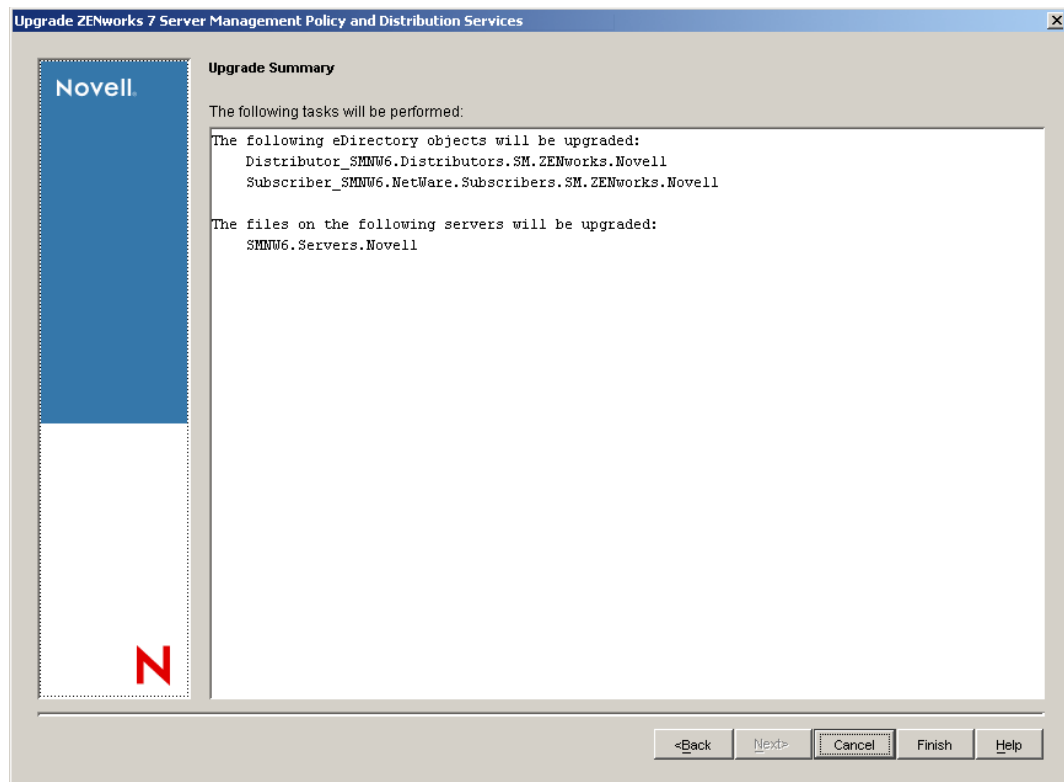 Upgrade ZENworks 7 Server Management Policy and Distribution Services
Novell.
Upgrade Summary
The following tasks will be performed:
The following eDirectory objects will be upgraded:
Distributor_SMNW6.Distributors.SM.ZENworks.Novell
Subscriber_SMNW6.NetWare.Subscribers.SM.ZENworks.Novell
The files on the following servers will be upgraded:
SMNW6.Servers.Novell
N
<Back Next> Cancel Finish Help